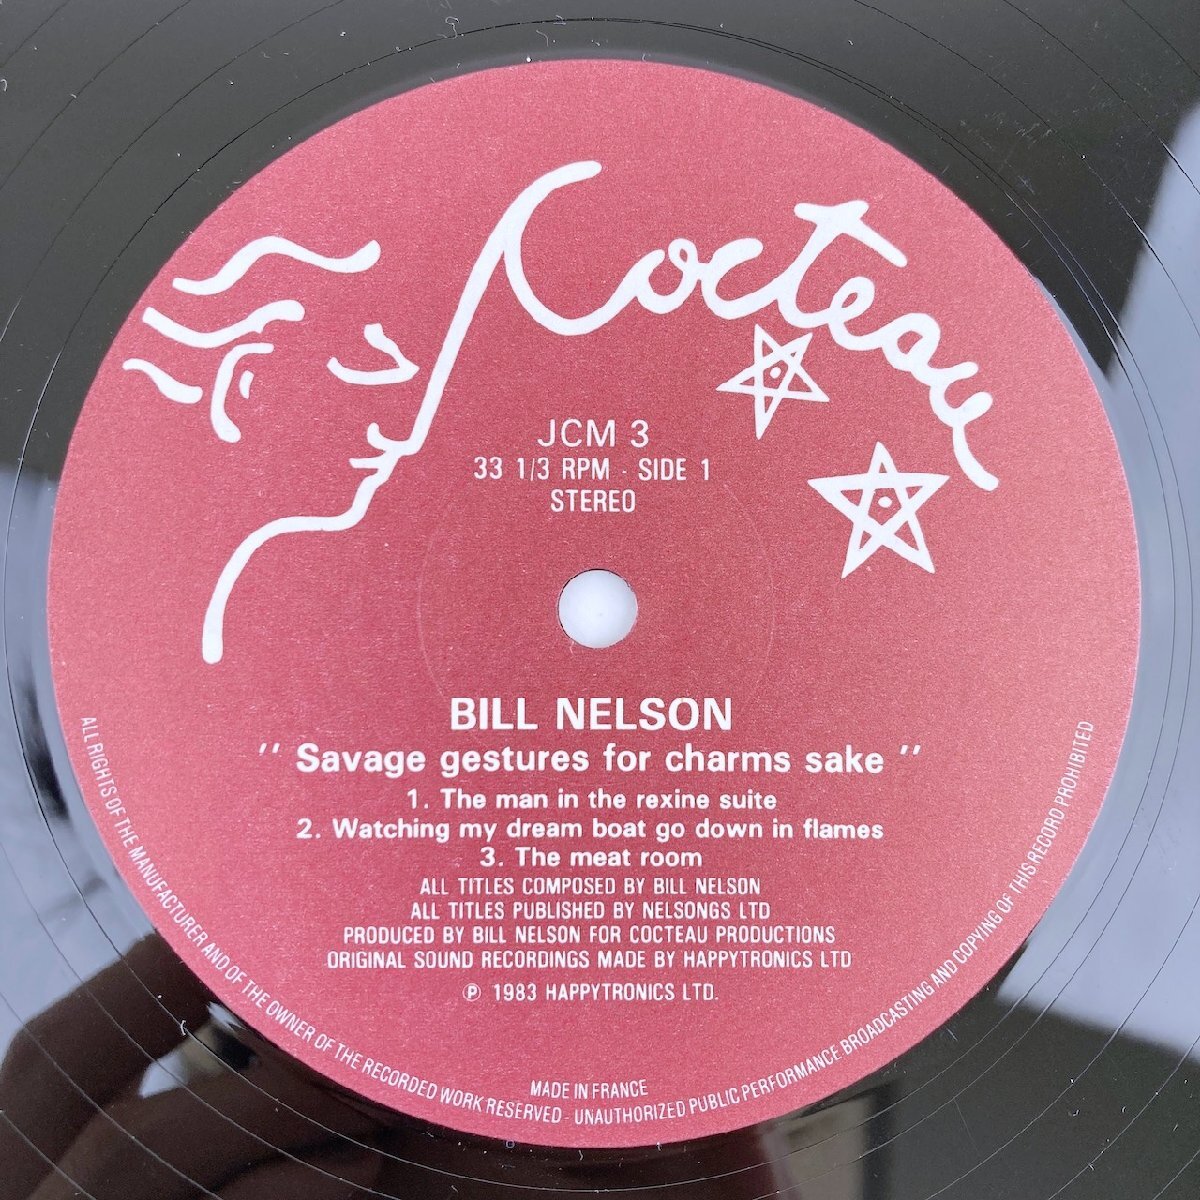 Cocteau
JCM 3
33 1/3 RPM - SIDE 1
STEREO
BILL NELSON
" Savage gestures for charms sake "
1. The man in the rexine suite
2. Watching my dream boat go down in flames
3. The meat room
ALL TITLES COMPOSED BY BILL NELSON
ALL TITLES PUBLISHED BY NELSONGS LTD
PRODUCED BY BILL NELSON FOR COCTEAU PRODUCTIONS
ORIGINAL SOUND RECORDINGS MADE BY HAPPYTRONICS LTD
℗ 1983 HAPPYTRONICS LTD.
MADE IN FRANCE
ALL RIGHTS OF THE MANUFACTURER AND OF THE OWNER OF THE RECORDED WORK RESERVED - UNAUTHORIZED PUBLIC PERFORMANCE BROADCASTING AND COPYING OF THIS RECORD PROHIBITED